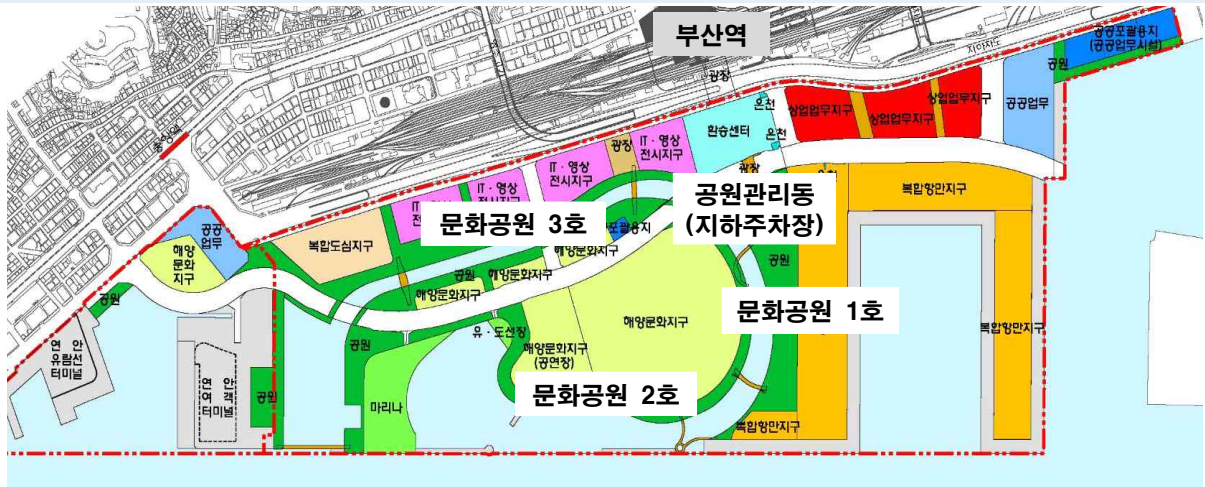 부산역
공공포괄용지
(공공업무시설)
지하차도
공원
광장
온천
상업업무지구
상업업무지구
상업업무지구
공공업무
환승센터
온천
IT·영상
전시지구
광장
IT·영상
전시지구
IT·영상
전시지구
광장
복합항만지구
공원관리동
(지하주차장)
문화공원 3호
포괄용지
중앙역
공공
업무
해양
문화
지구
복합도심지구
해양문화지구
공원
해양문화지구
해양문화지구
공원
문화공원 1호
해양문화지구
공원
연 안
유람선
터미널
공원
유·도선장
해양문화지구
(공연장)
복합항만지구
연 안
여 객
터미널
공원
마리나
문화공원 2호
복합항만지구